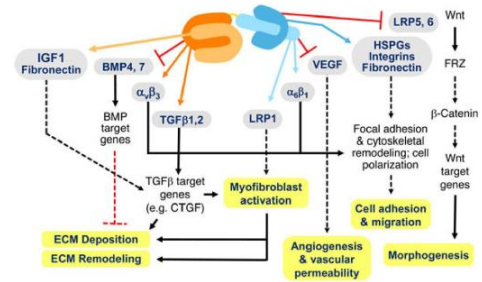 LRP5, 6
Wnt
IGF1
Fibronectin
BMP4, 7
VEGF
HSPGs
Integrins
Fibronectin
FRZ
αvβ3
α6β1
BMP
target
genes
TGFβ1,2
LRP1
β-Catenin
Focal adhesion
& cytoskeletal
remodeling; cell
polarization
Wnt
target
genes
TGFβ target
genes
(e.g. CTGF)
Myofibroblast
activation
Cell adhesion
& migration
ECM Deposition
ECM Remodeling
Angiogenesis
& vascular
permeability
Morphogenesis